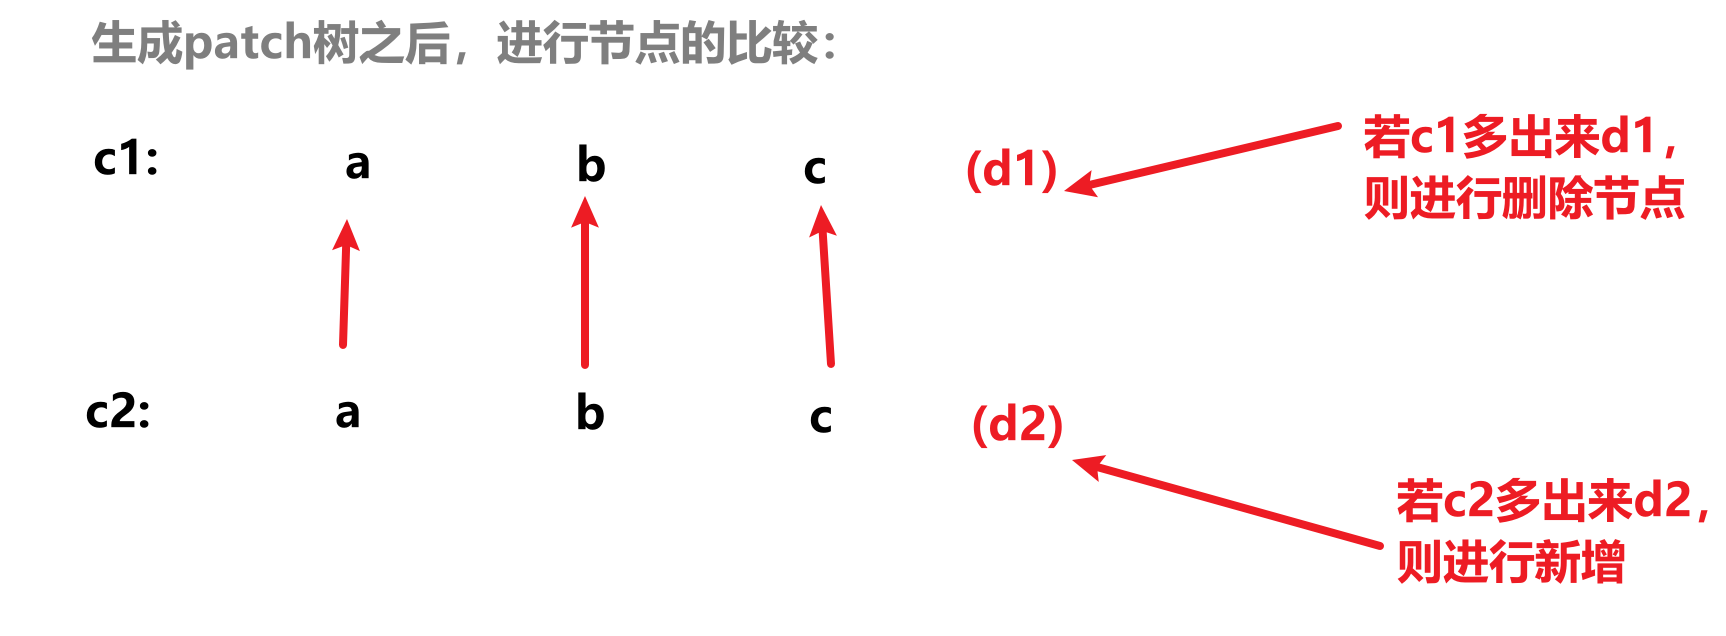 生成patch树之后，进行节点的比较：
c1: a b c (d1)
若c1多出来d1，
则进行删除节点
c2: a b c (d2)
若c2多出来d2，
则进行新增